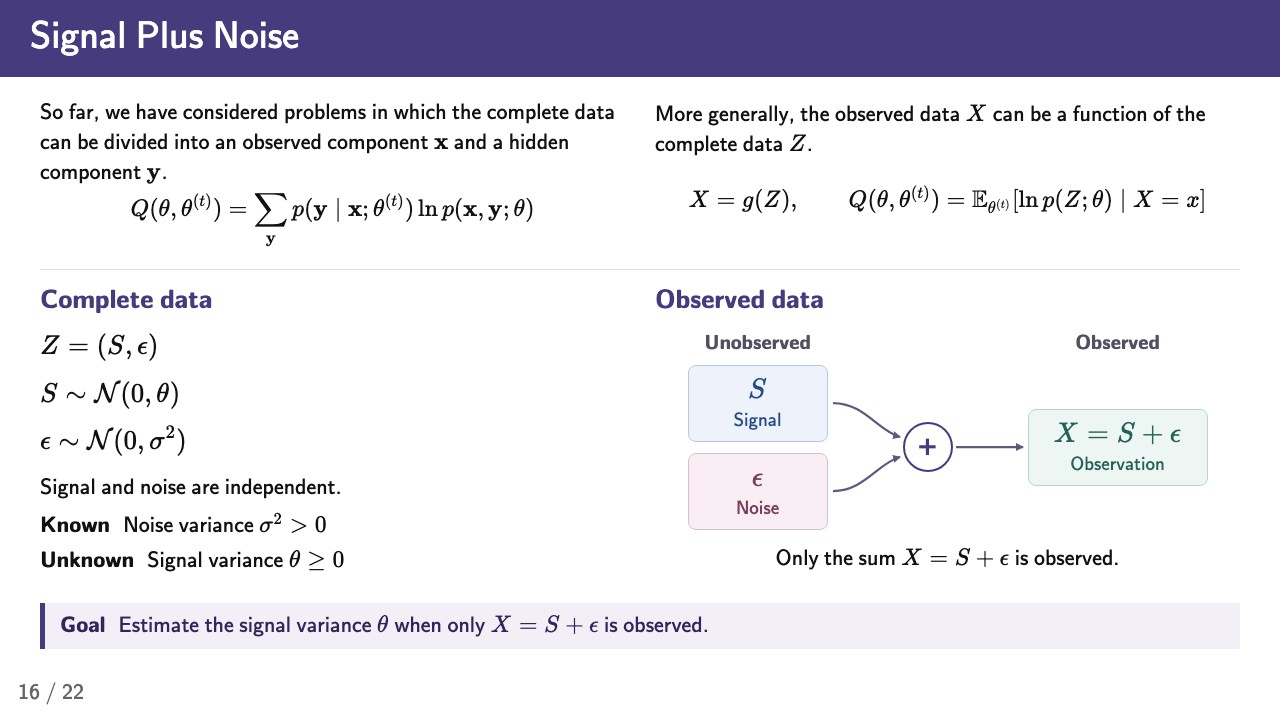 Signal Plus Noise
So far, we have considered problems in which the complete data
can be divided into an observed component x and a hidden
component y.
Q(θ, θ^(t)) = ∑_y p(y | x; θ^(t)) ln p(x, y; θ)
More generally, the observed data X can be a function of the
complete data Z.
X = g(Z), Q(θ, θ^(t)) = 𝔼_θ^(t) [ln p(Z; θ) | X = x]
Complete data
Z = (S, ϵ)
S ∼ 𝒩(0, θ)
ϵ ∼ 𝒩(0, σ²)
Signal and noise are independent.
Known Noise variance σ² > 0
Unknown Signal variance θ ≥ 0
Observed data
Unobserved
S
Signal
ϵ
Noise
+
Observed
X = S + ϵ
Observation
Only the sum X = S + ϵ is observed.
Goal Estimate the signal variance θ when only X = S + ϵ is observed.
16 / 22